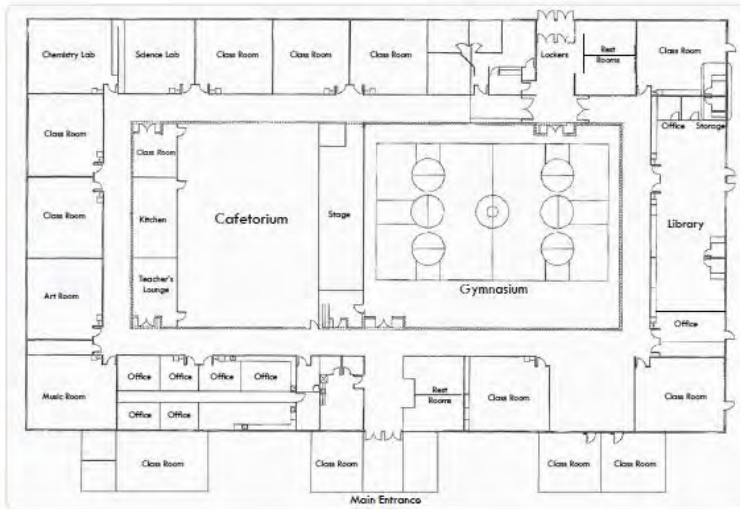 Chemistry Lab
Science Lab
Class Room
Class Room
Class Room
Lockers
Rest
Rooms
Class Room
Class Room
Class Room
Office
Storage
Class Room
Kitchen
Cafetorium
Stage
Library
Art Room
Teacher's
Lounge
Gymnasium
Office
Music Room
Office
Office
Office
Office
Office
Office
Rest
Rooms
Class Room
Class Room
Class Room
Class Room
Class Room
Class Room
Main Entrance